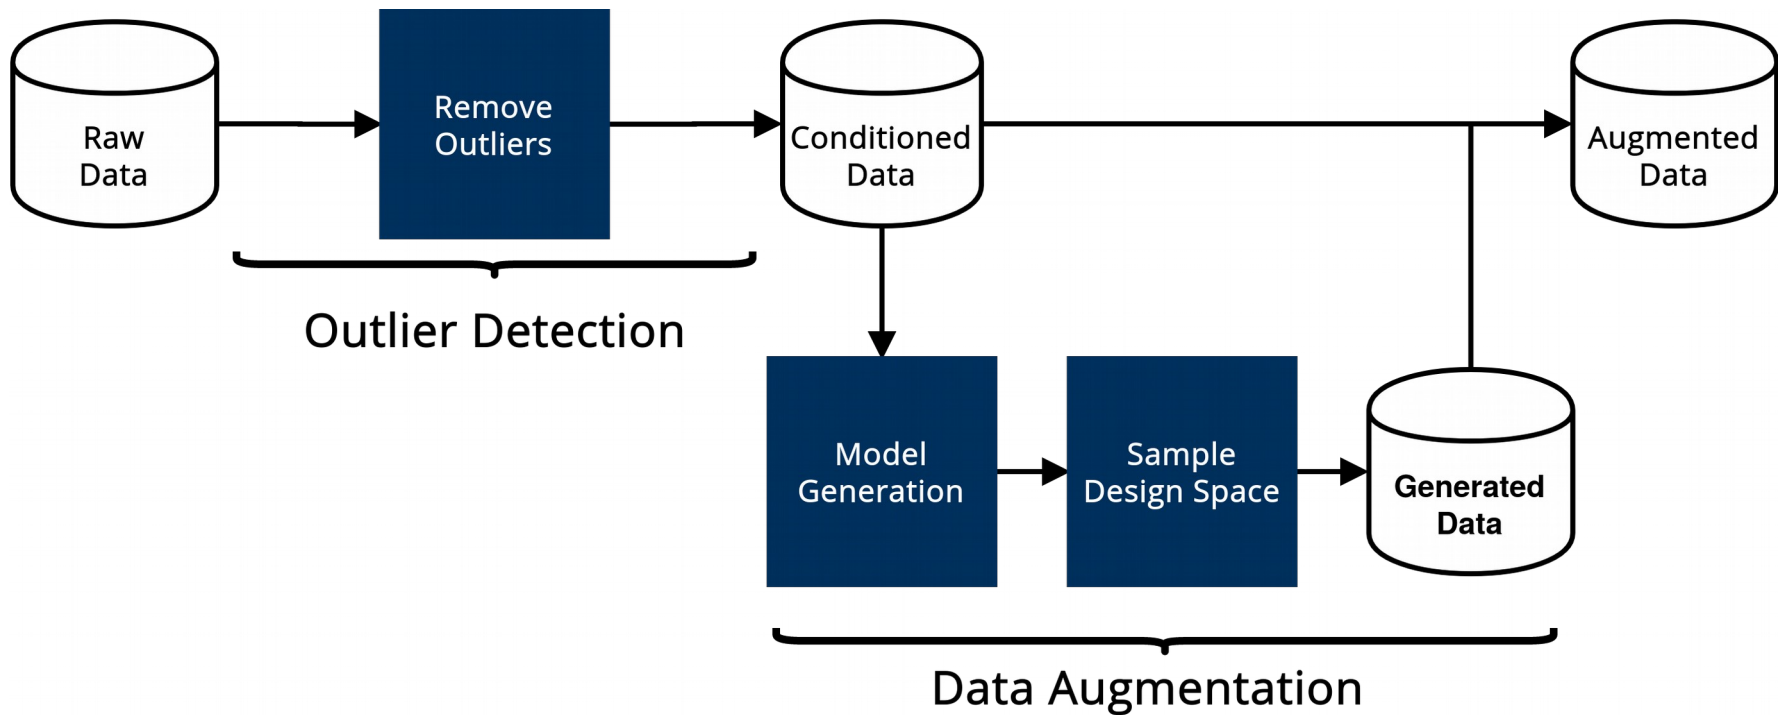 Raw
Data
Remove
Outliers
Conditioned
Data
Augmented
Data
Outlier Detection
Model
Generation
Sample
Design Space
Generated
Data
Data Augmentation